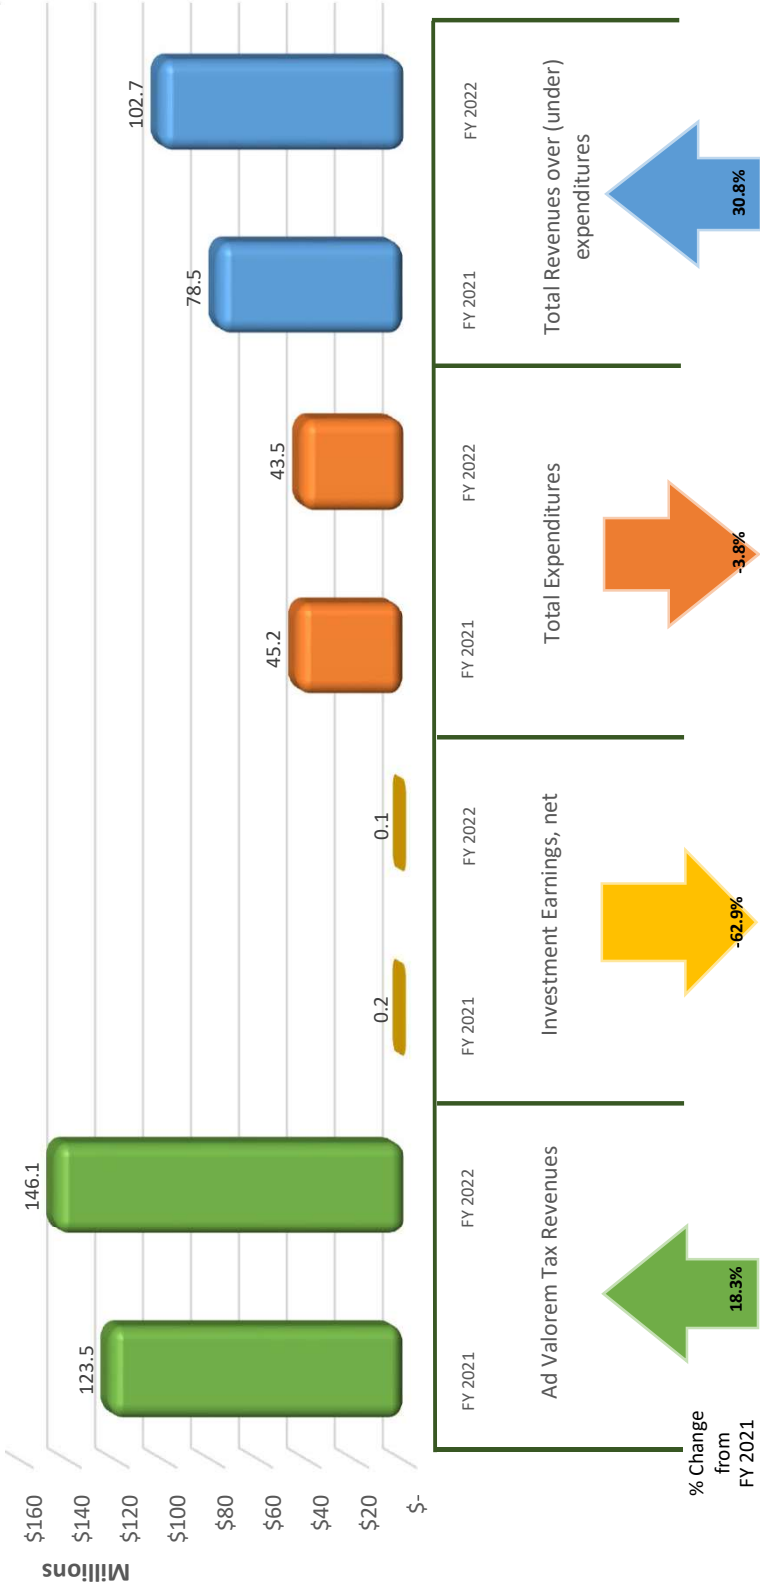 Millions
$160
$140
$120
$100
$80
$60
$40
$20
$-
123.5
146.1
0.2
0.1
45.2
43.5
78.5
102.7
FY 2021
FY 2022
FY 2021
FY 2022
FY 2021
FY 2022
FY 2021
FY 2022
Ad Valorem Tax Revenues
Investment Earnings, net
Total Expenditures
Total Revenues over (under)
expenditures
% Change
from
FY 2021
18.3%
-62.9%
-3.8%
30.8%